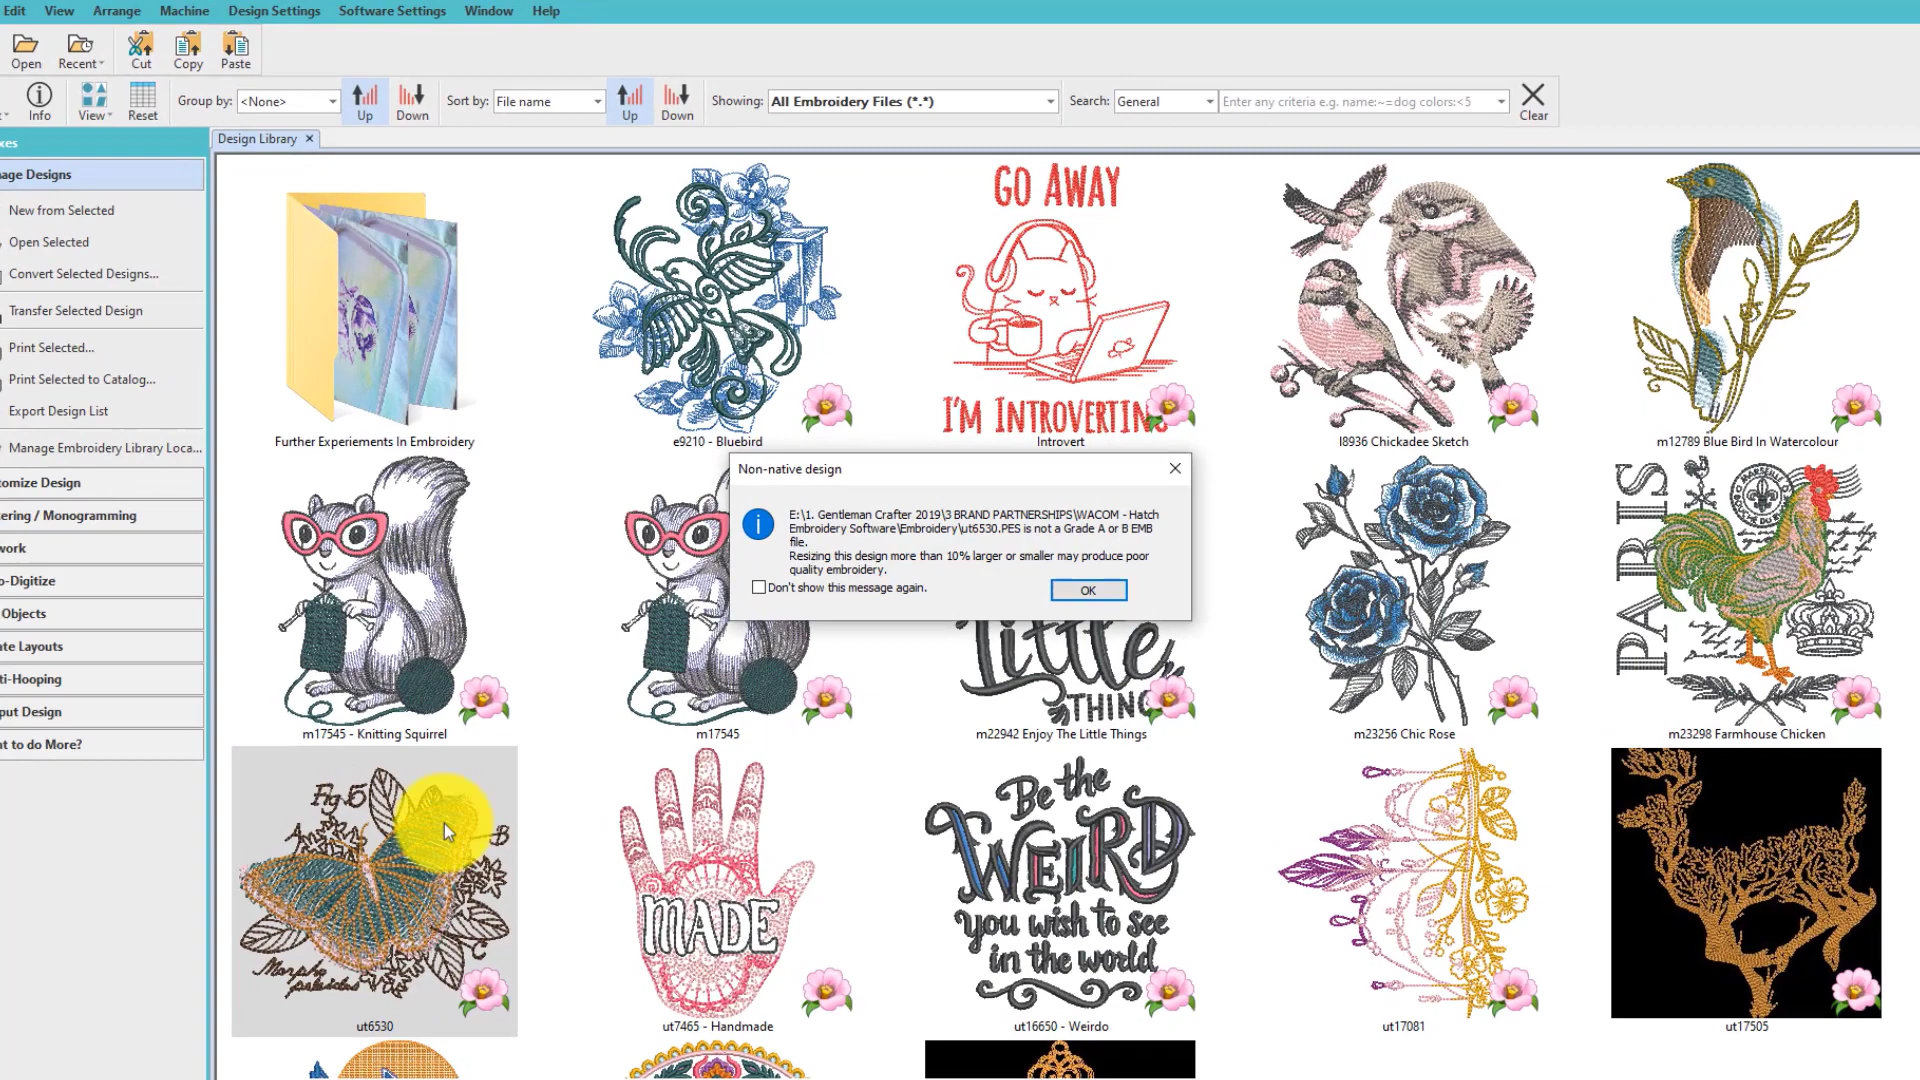 Edit View Arrange Machine Design Settings Software Settings Window Help
Open Recent Cut Copy Paste
Info View Reset Group by: <None> Up Down Sort by: File name Up Down Showing: All Embroidery Files (*.*) Search: General Enter any criteria e.g. name:~=dog colors:<5 Clear
xes
Design Library
age Designs
New from Selected
Open Selected
Convert Selected Designs...
Transfer Selected Design
Print Selected...
Print Selected to Catalog...
Export Design List
Manage Embroidery Library Loca...
tomize Design
tering / Monogramming
work
o-Digitize
Objects
te Layouts
ti-Hooping
put Design
t to do More?
GO AWAY
I'M INTROVERTING
Further Experiements In Embroidery
e9210 - Bluebird
Introvert
l8936 Chickadee Sketch
m12789 Blue Bird In Watercolour
Non-native design
E:\1. Gentleman Crafter 2019\3 BRAND PARTNERSHIPS\WACOM - Hatch
Embroidery Software\Embroidery\ut6530.PES is not a Grade A or B EMB
file.
Resizing this design more than 10% larger or smaller may produce poor
quality embroidery.
Don't show this message again.
OK
Little
THING
PARIS
MARSEILLE
m17545 - Knitting Squirrel
m17545
m22942 Enjoy The Little Things
m23256 Chic Rose
m23298 Farmhouse Chicken
Fig 5
A
B
C
Morpho
MADE
Be the
WEIRD
you wish to see
in the world
ut6530
ut7465 - Handmade
ut16650 - Weirdo
ut17081
ut17505